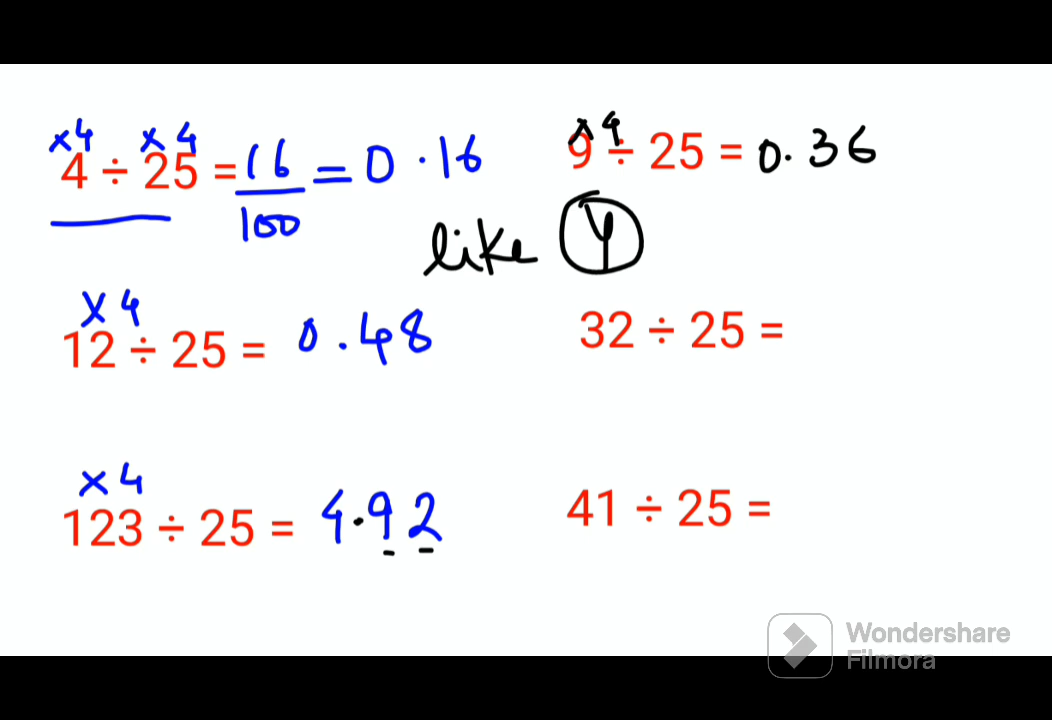 ×4 ×4
4 ÷ 25 = 16/100 = 0.16
×4
9 ÷ 25 = 0.36
like Y
×4
12 ÷ 25 = 0.48
32 ÷ 25 =
×4
123 ÷ 25 = 4.92
41 ÷ 25 =
Wondershare
Filmora